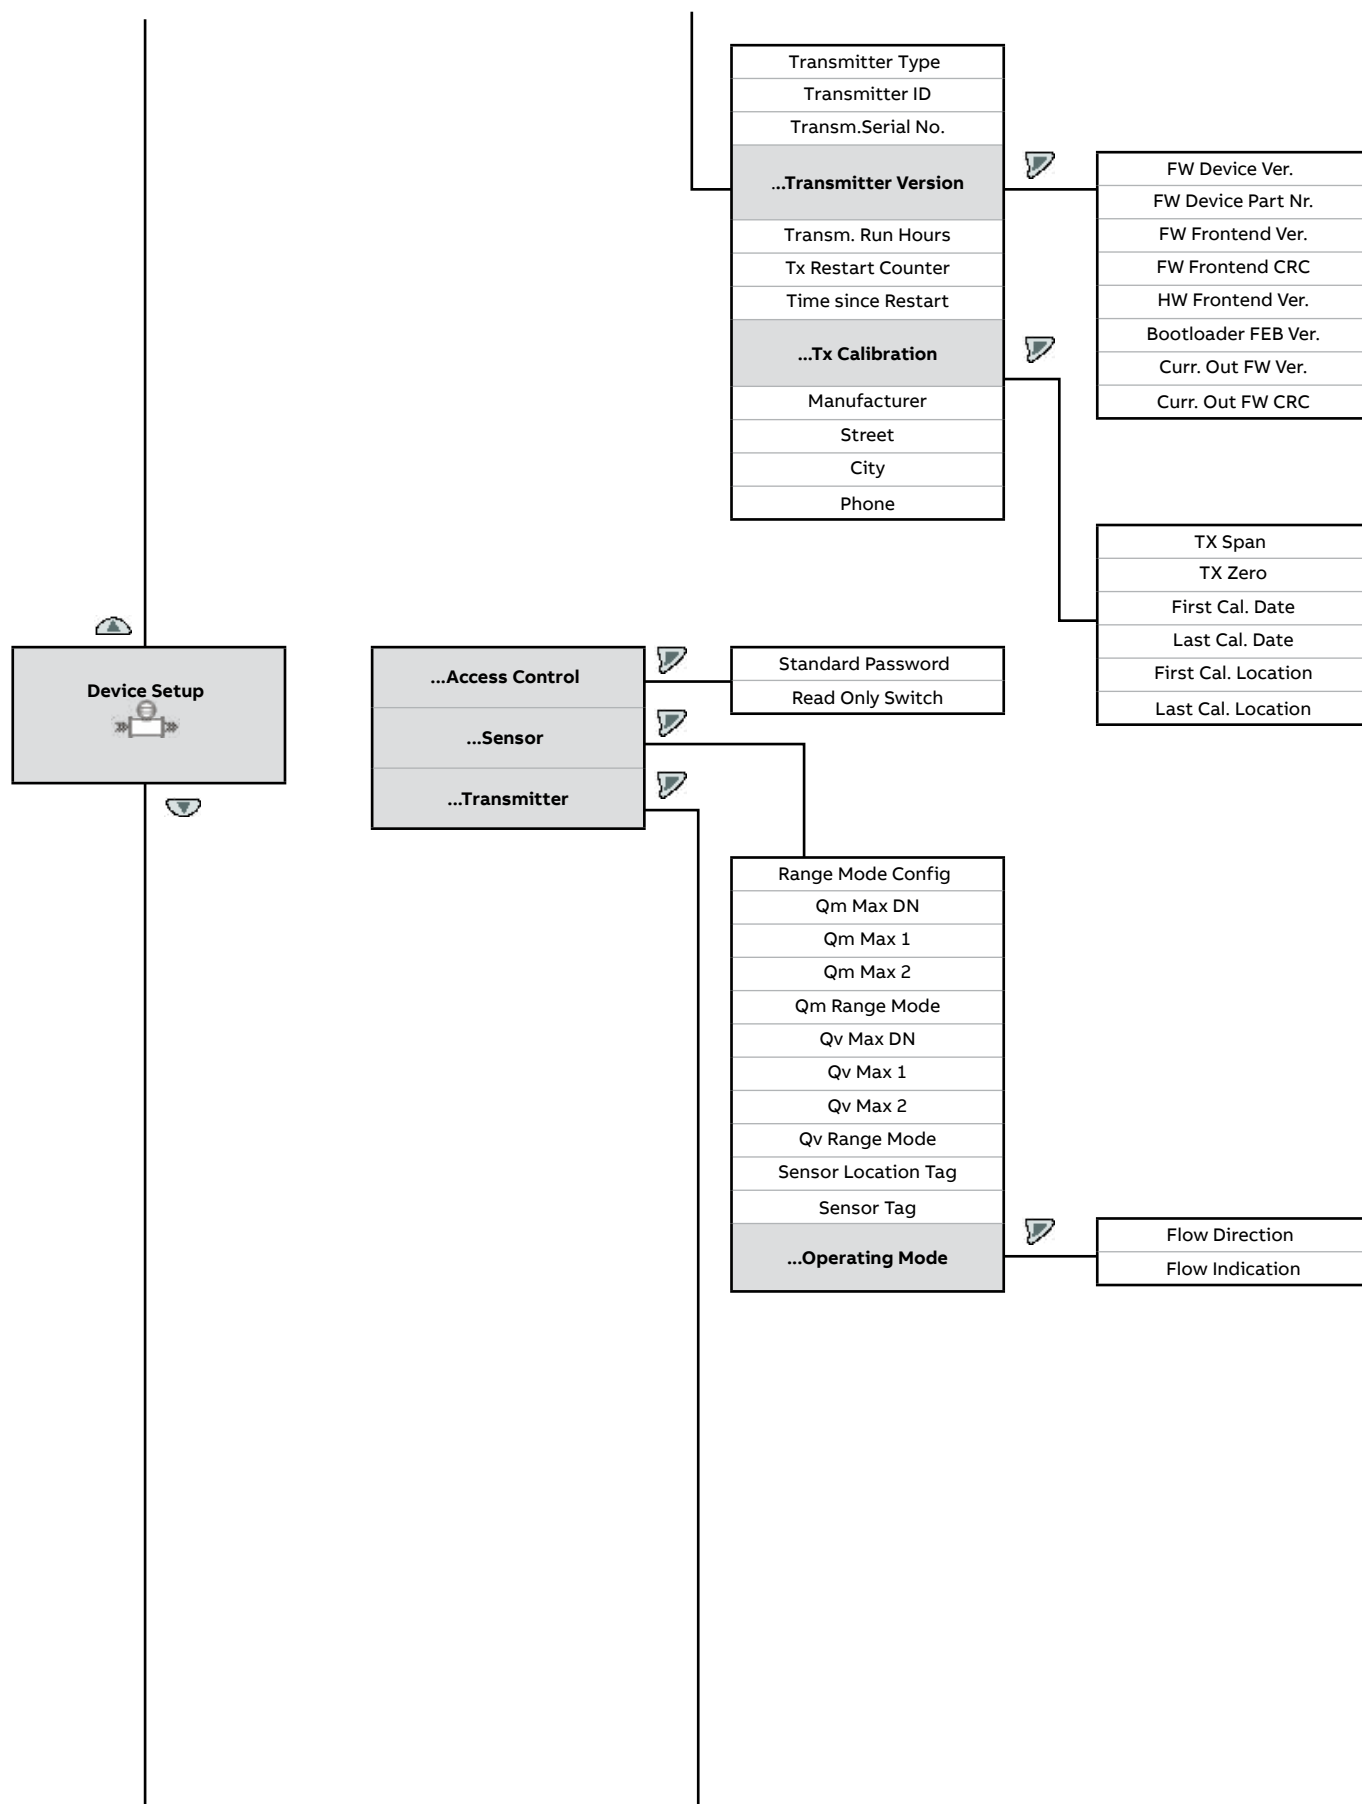 Transmitter Type
Transmitter ID
Transm.Serial No.
...Transmitter Version
Transm. Run Hours
Tx Restart Counter
Time since Restart
...Tx Calibration
Manufacturer
Street
City
Phone
FW Device Ver.
FW Device Part Nr.
FW Frontend Ver.
FW Frontend CRC
HW Frontend Ver.
Bootloader FEB Ver.
Curr. Out FW Ver.
Curr. Out FW CRC
TX Span
TX Zero
First Cal. Date
Last Cal. Date
First Cal. Location
Last Cal. Location
Device Setup
...Access Control
...Sensor
...Transmitter
Standard Password
Read Only Switch
Range Mode Config
Qm Max DN
Qm Max 1
Qm Max 2
Qm Range Mode
Qv Max DN
Qv Max 1
Qv Max 2
Qv Range Mode
Sensor Location Tag
Sensor Tag
...Operating Mode
Flow Direction
Flow Indication